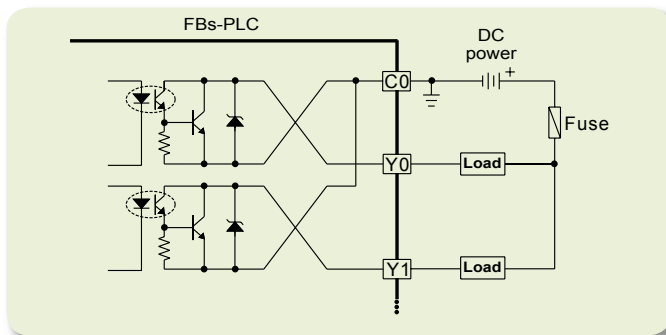 FBs-PLC
DC
power
+
C0
Fuse
Y0
Load
Y1
Load